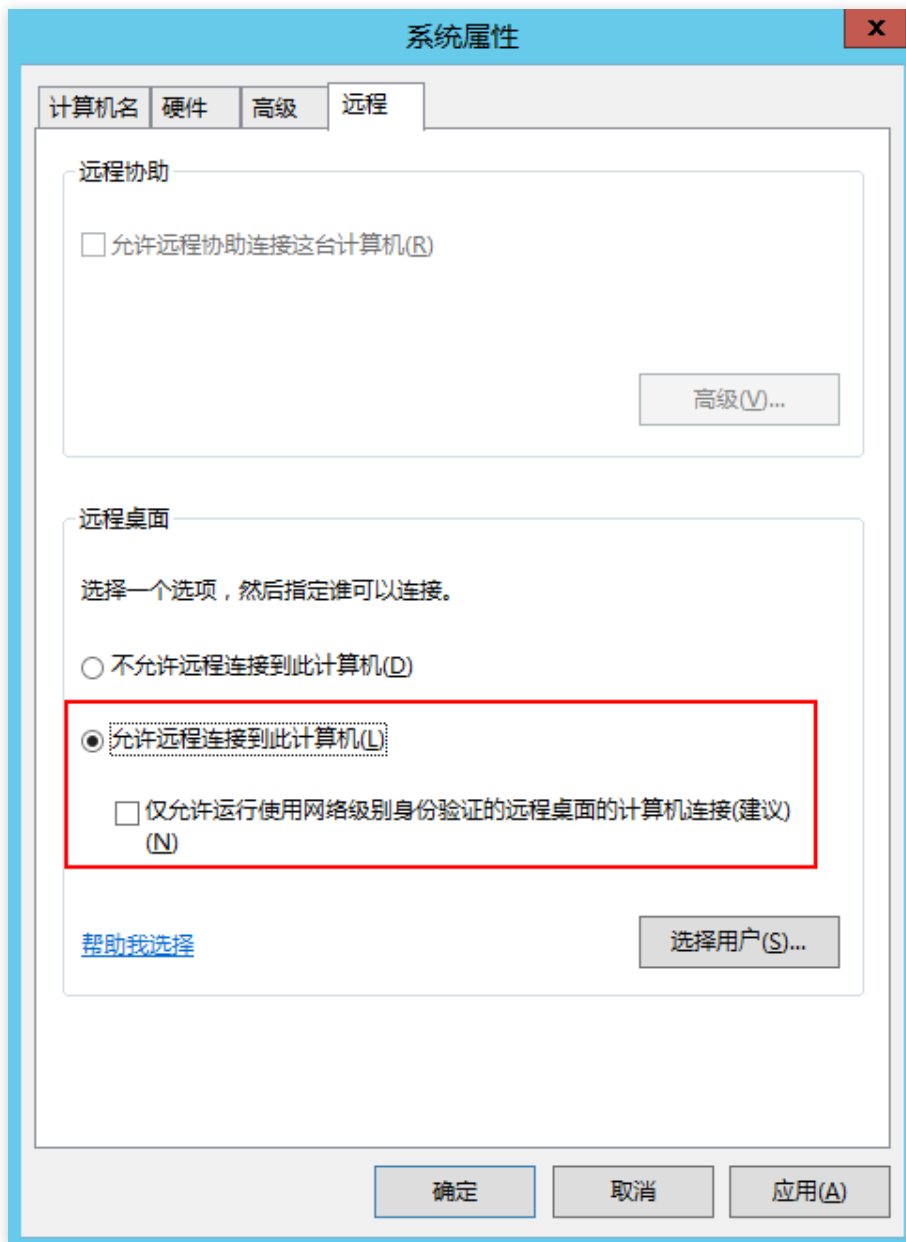 系统属性
x
计算机名
硬件
高级
远程
远程协助
允许远程协助连接这台计算机(R)
高级(V)...
远程桌面
选择一个选项，然后指定谁可以连接。
不允许远程连接到此计算机(D)
允许远程连接到此计算机(L)
仅允许运行使用网络级别身份验证的远程桌面的计算机连接(建议)
(N)
帮助我选择
选择用户(S)...
确定
取消
应用(A)